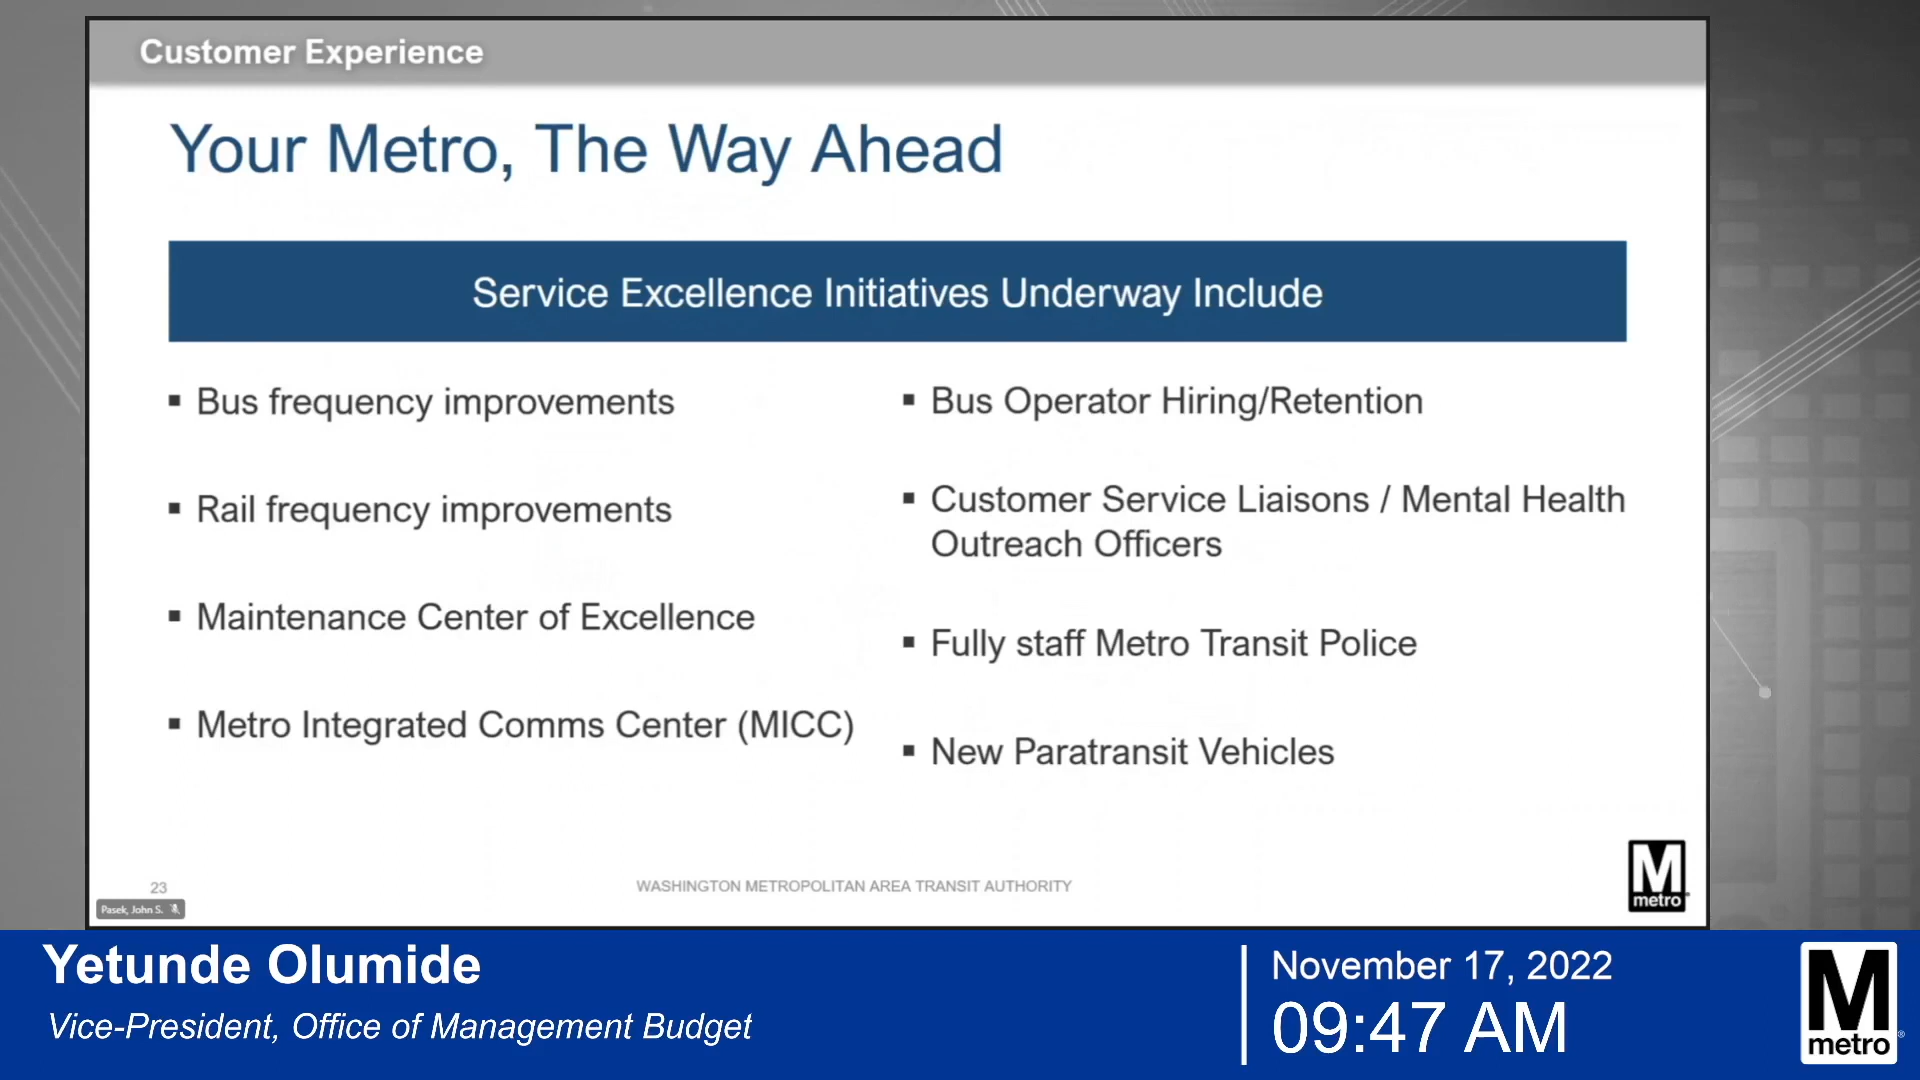 Customer Experience
Your Metro, The Way Ahead
Service Excellence Initiatives Underway Include
▪ Bus frequency improvements
▪ Rail frequency improvements
▪ Maintenance Center of Excellence
▪ Metro Integrated Comms Center (MICC)
▪ Bus Operator Hiring/Retention
▪ Customer Service Liaisons / Mental Health
Outreach Officers
▪ Fully staff Metro Transit Police
▪ New Paratransit Vehicles
23
WASHINGTON METROPOLITAN AREA TRANSIT AUTHORITY
M
metro
Pasek, John S.
Yetunde Olumide
Vice-President, Office of Management Budget
November 17, 2022
09:47 AM
M
metro®